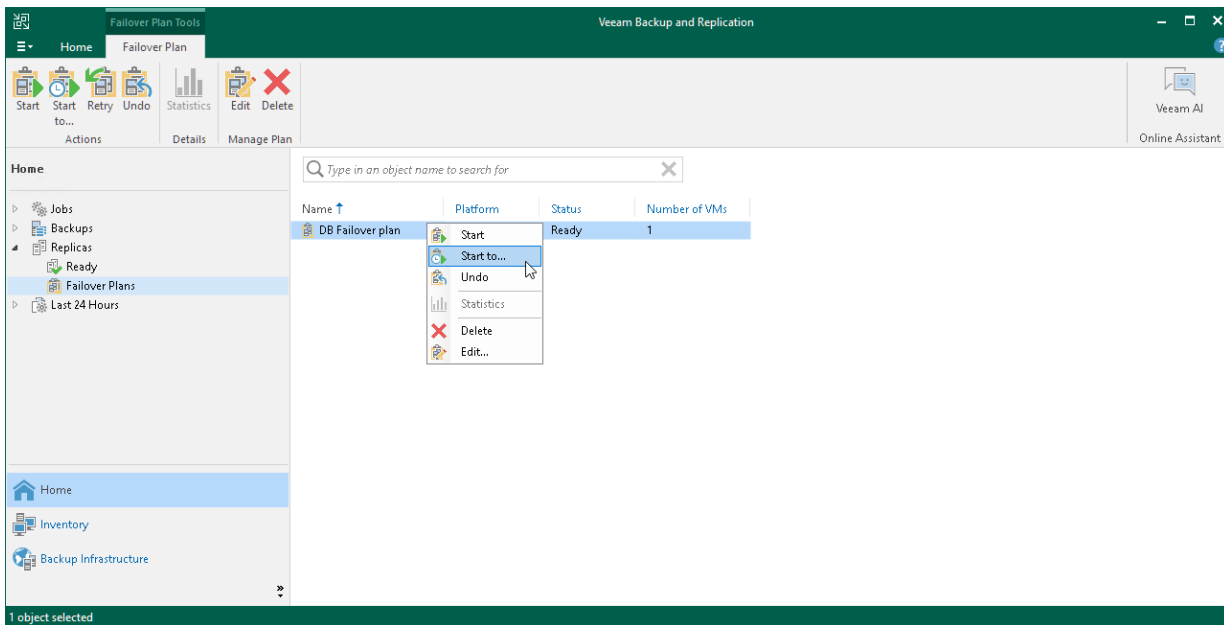 Failover Plan Tools
Veeam Backup and Replication
Home Failover Plan
Start Start to... Retry Undo Statistics Edit Delete
Actions Details Manage Plan
Veeam AI
Online Assistant
Home
Type in an object name to search for
Jobs
Backups
Replicas
Ready
Failover Plans
Last 24 Hours
Name Platform Status Number of VMs
DB Failover plan Ready 1
Start
Start to...
Undo
Statistics
Delete
Edit...
Home
Inventory
Backup Infrastructure
1 object selected